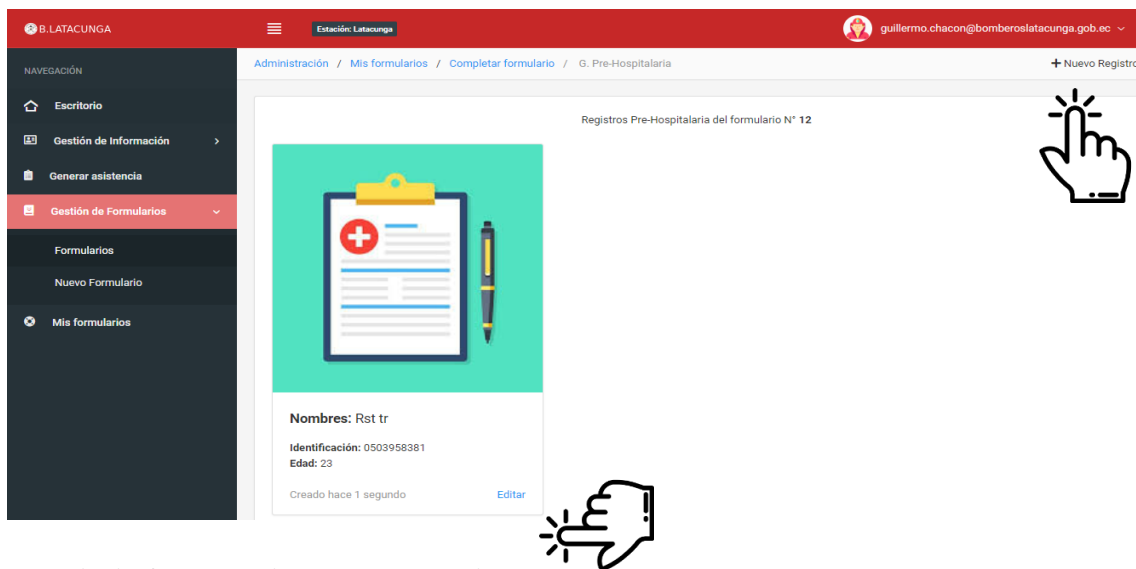 B.LATACUNGA
Estación: Latacunga
guillermo.chacon@bomberoslatacunga.gob.ec
NAVEGACIÓN
Administración / Mis formularios / Completar formulario / G. Pre-Hospitalaria
+ Nuevo Registro
Escritorio
Gestión de Información
Generar asistencia
Gestión de Formularios
Formularios
Nuevo Formulario
Mis formularios
Registros Pre-Hospitalaria del formulario N° 12
Nombres: Rst tr
Identificación: 0503958381
Edad: 23
Creado hace 1 segundo
Editar